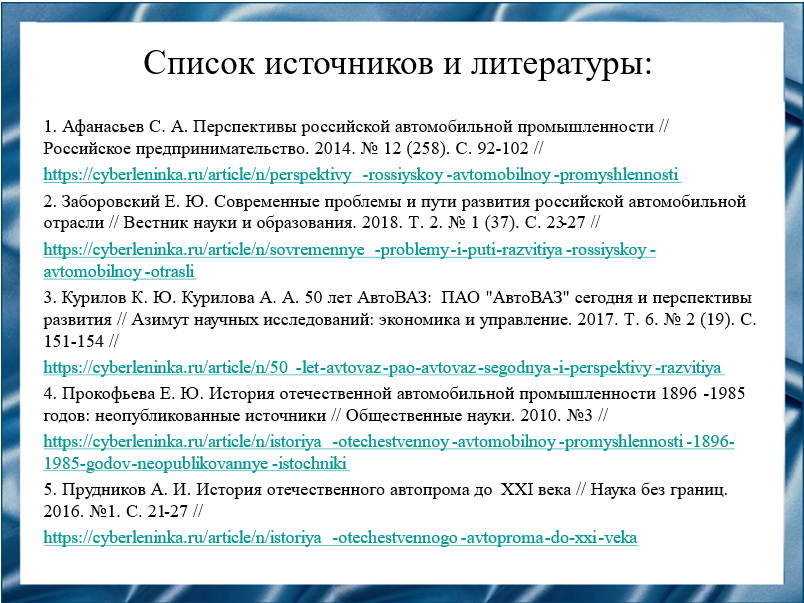 Список источников и литературы:
1. Афанасьев С. А. Перспективы российской автомобильной промышленности //
Российское предпринимательство. 2014. № 12 (258). С. 92-102 //
https://cyberleninka.ru/article/n/perspektivy -rossiyskoy -avtomobilnoy -promyshlennosti
2. Заборовский Е. Ю. Современные проблемы и пути развития российской автомобильной
отрасли // Вестник науки и образования. 2018. Т. 2. № 1 (37). С. 23-27 //
https://cyberleninka.ru/article/n/sovremennye -problemy-i-puti-razvitiya -rossiyskoy -
avtomobilnoy -otrasli
3. Курилов К. Ю. Курилова А. А. 50 лет АвтоВАЗ: ПАО "АвтоВАЗ" сегодня и перспективы
развития // Азимут научных исследований: экономика и управление. 2017. Т. 6. № 2 (19). С.
151-154 //
https://cyberleninka.ru/article/n/50 -let-avtovaz-pao-avtovaz-segodnya-i-perspektivy -razvitiya
4. Прокофьева Е. Ю. История отечественной автомобильной промышленности 1896 -1985
годов: неопубликованные источники // Общественные науки. 2010. №3 //
https://cyberleninka.ru/article/n/istoriya -otechestvennoy -avtomobilnoy -promyshlennosti -1896-
1985-godov-neopublikovannye -istochniki
5. Прудников А. И. История отечественного автопрома до XXI века // Наука без границ.
2016. №1. С. 21-27 //
https://cyberleninka.ru/article/n/istoriya -otechestvennogo -avtoproma-do-xxi-veka